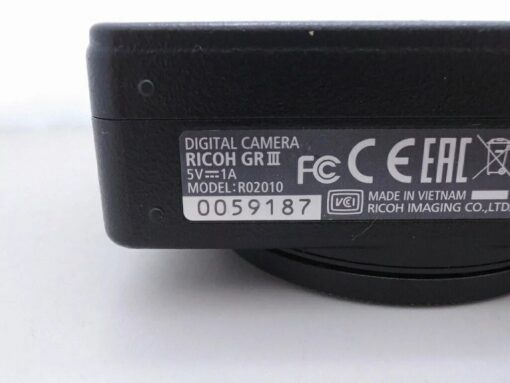 DIGITAL CAMERA
RICOH GR III
5V⎓1A
MODEL:R02010
0059187
FC CE EAC
VCI
MADE IN VIETNAM
RICOH IMAGING CO.,LTD.